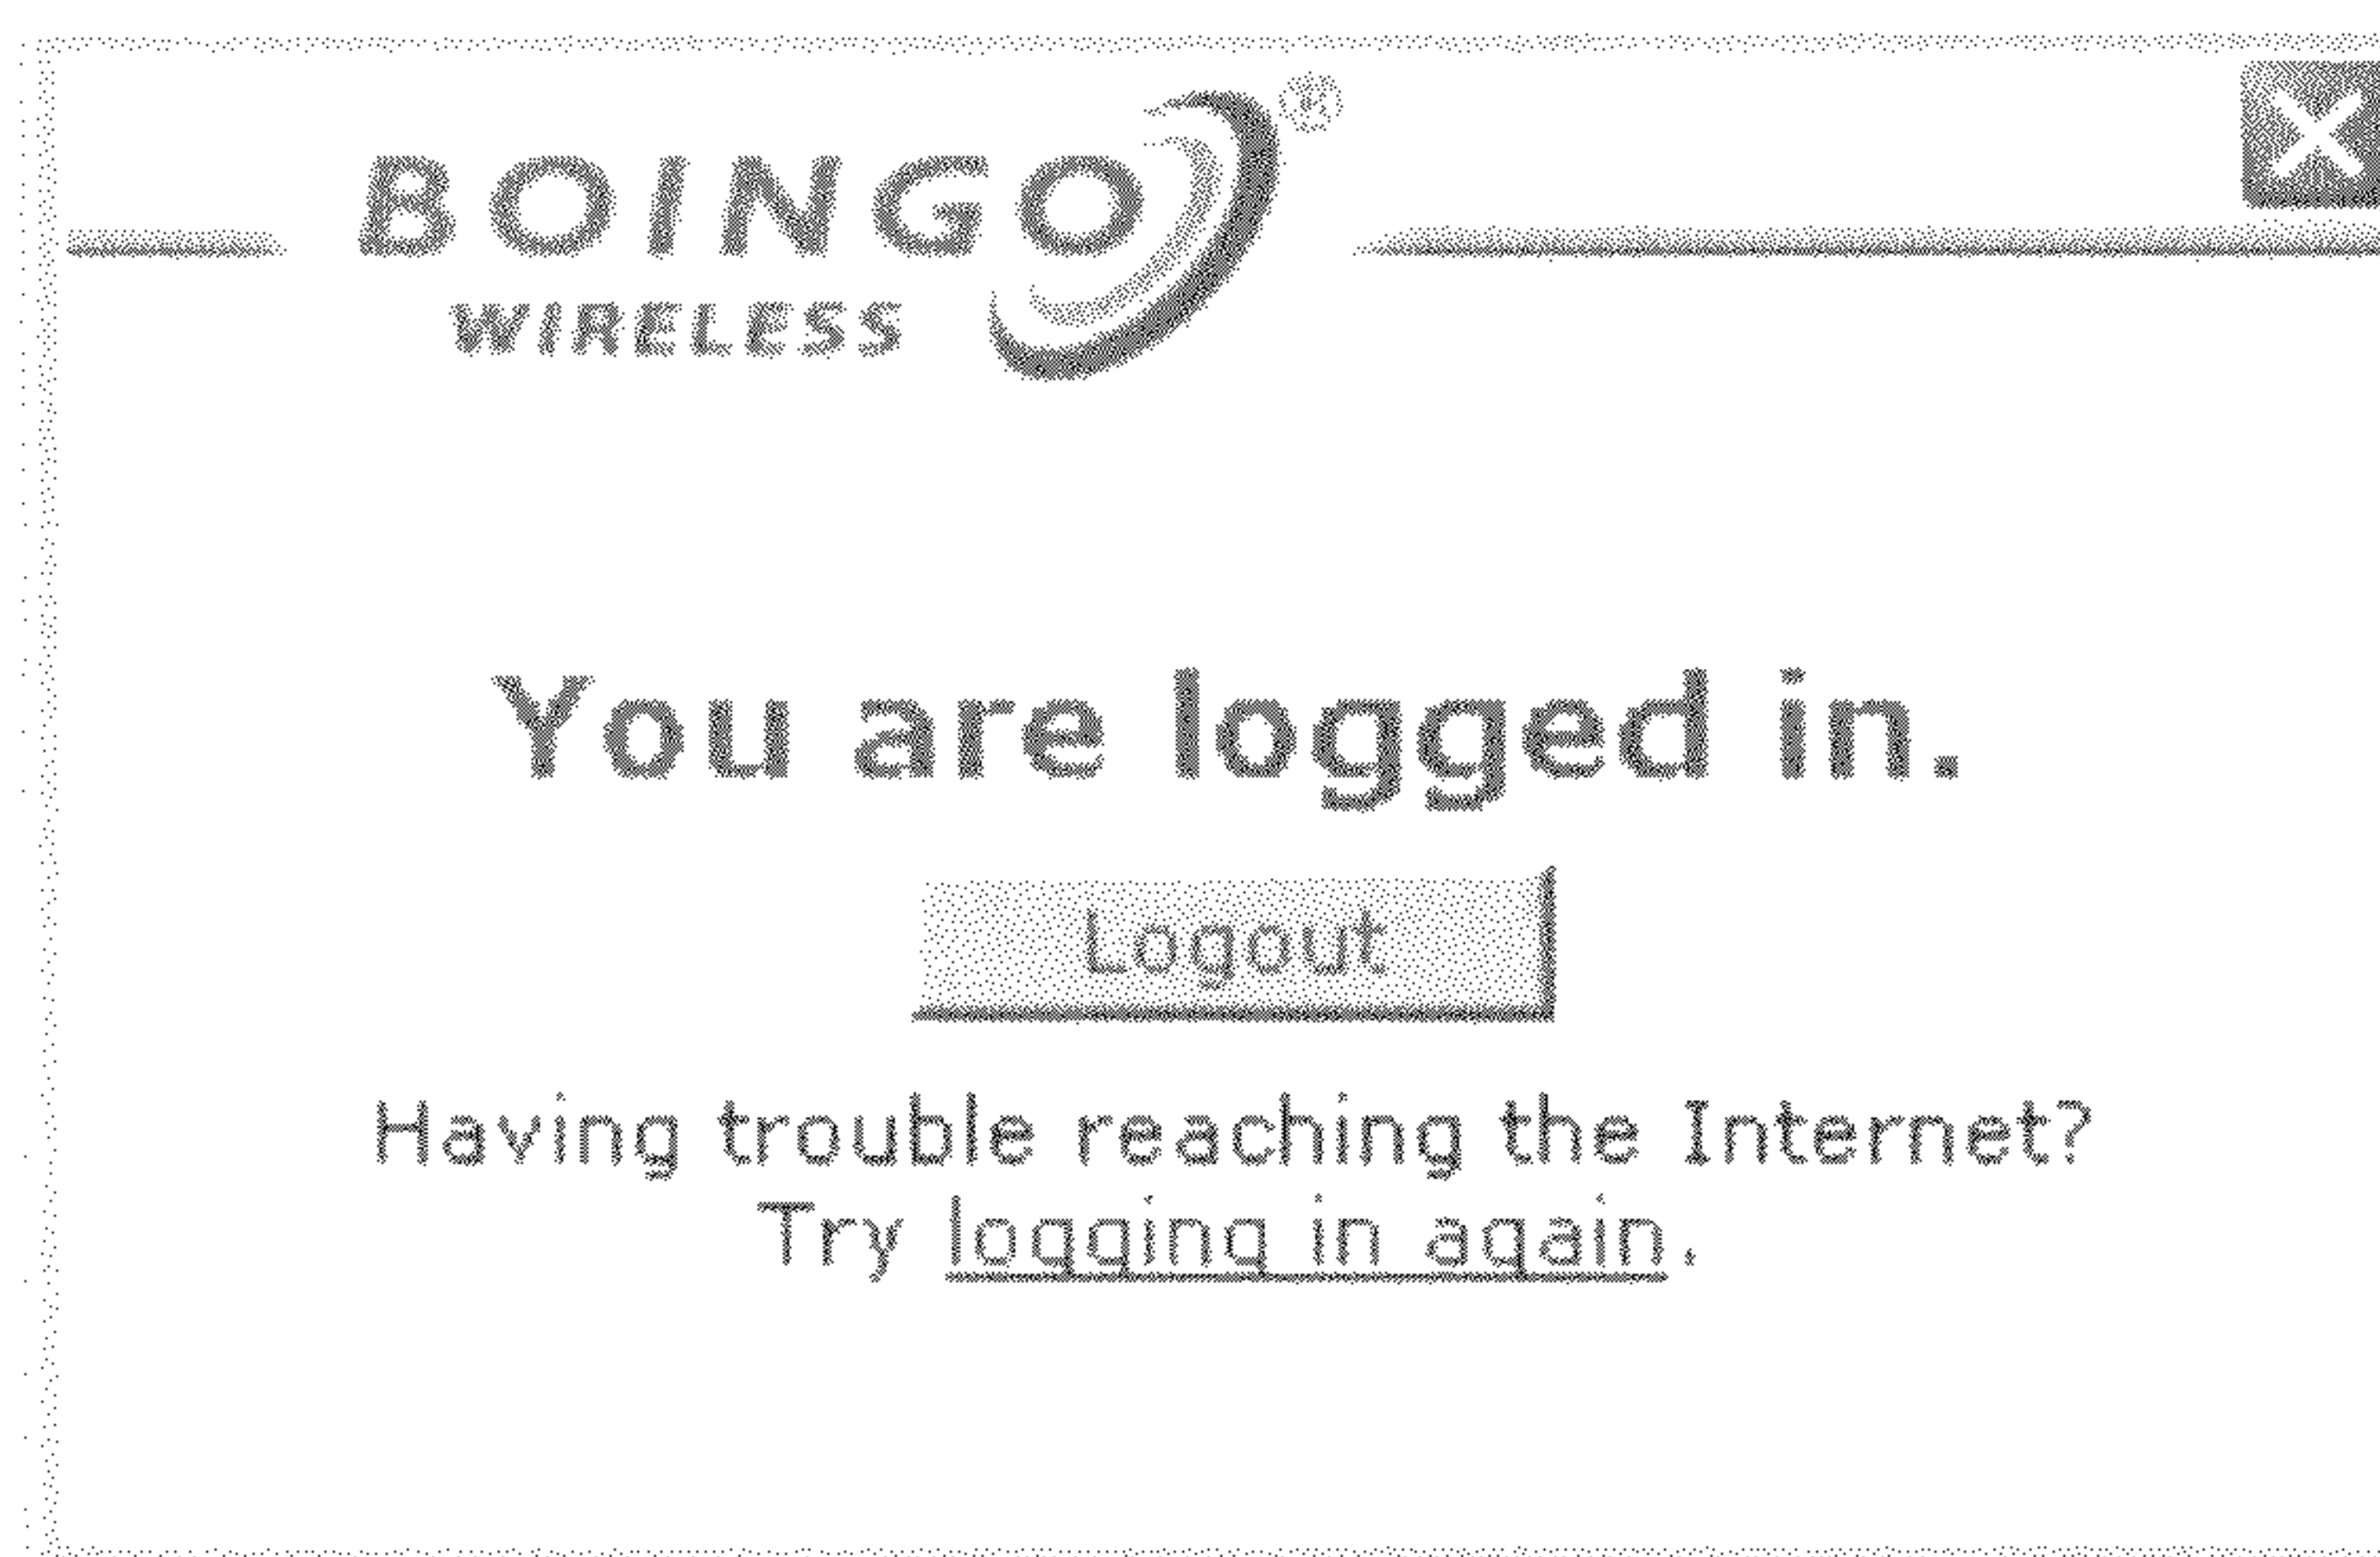 BOINGO®
WIRELESS
You are logged in.
Logout
Having trouble reaching the Internet?
Try logging in again.